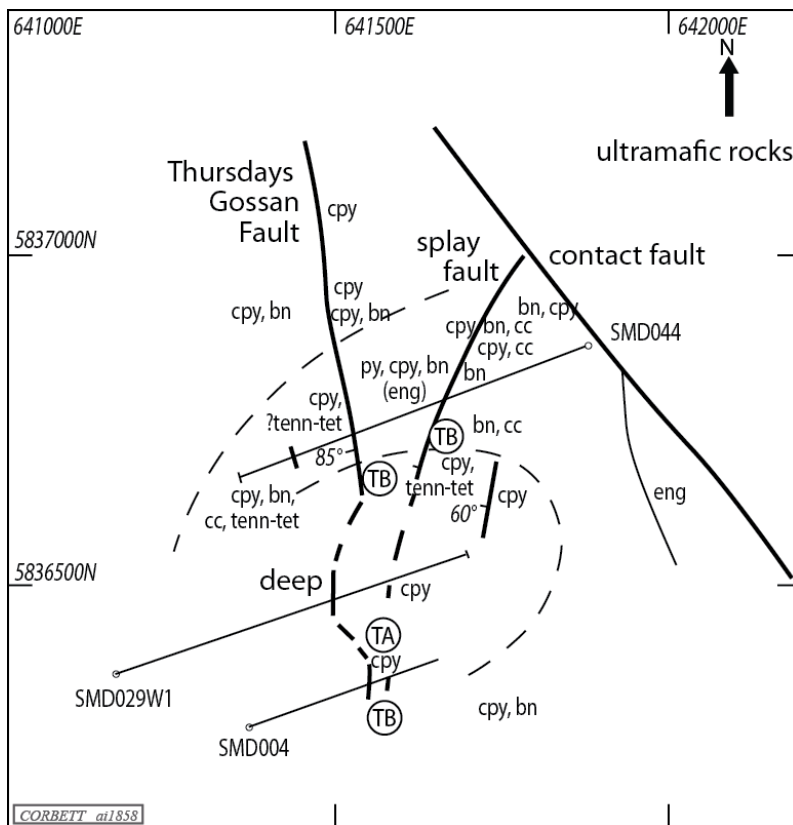 641000E
641500E
642000E
N
ultramafic rocks
Thursdays
Gossan
Fault
cpy
5837000N
splay
fault
contact fault
cpy
cpy, bn
cpy, bn
bn, cpy
cpy, bn, cc
cpy, cc
SMD044
py, cpy, bn
(eng)
bn
cpy,
?tenn-tet
bn, cc
TB
85°
TB
cpy,
tenn-tet
cpy, bn,
cc, tenn-tet
cpy
60°
eng
5836500N
deep
cpy
TA
cpy
SMD029W1
cpy, bn
TB
SMD004
CORBETT ai1858